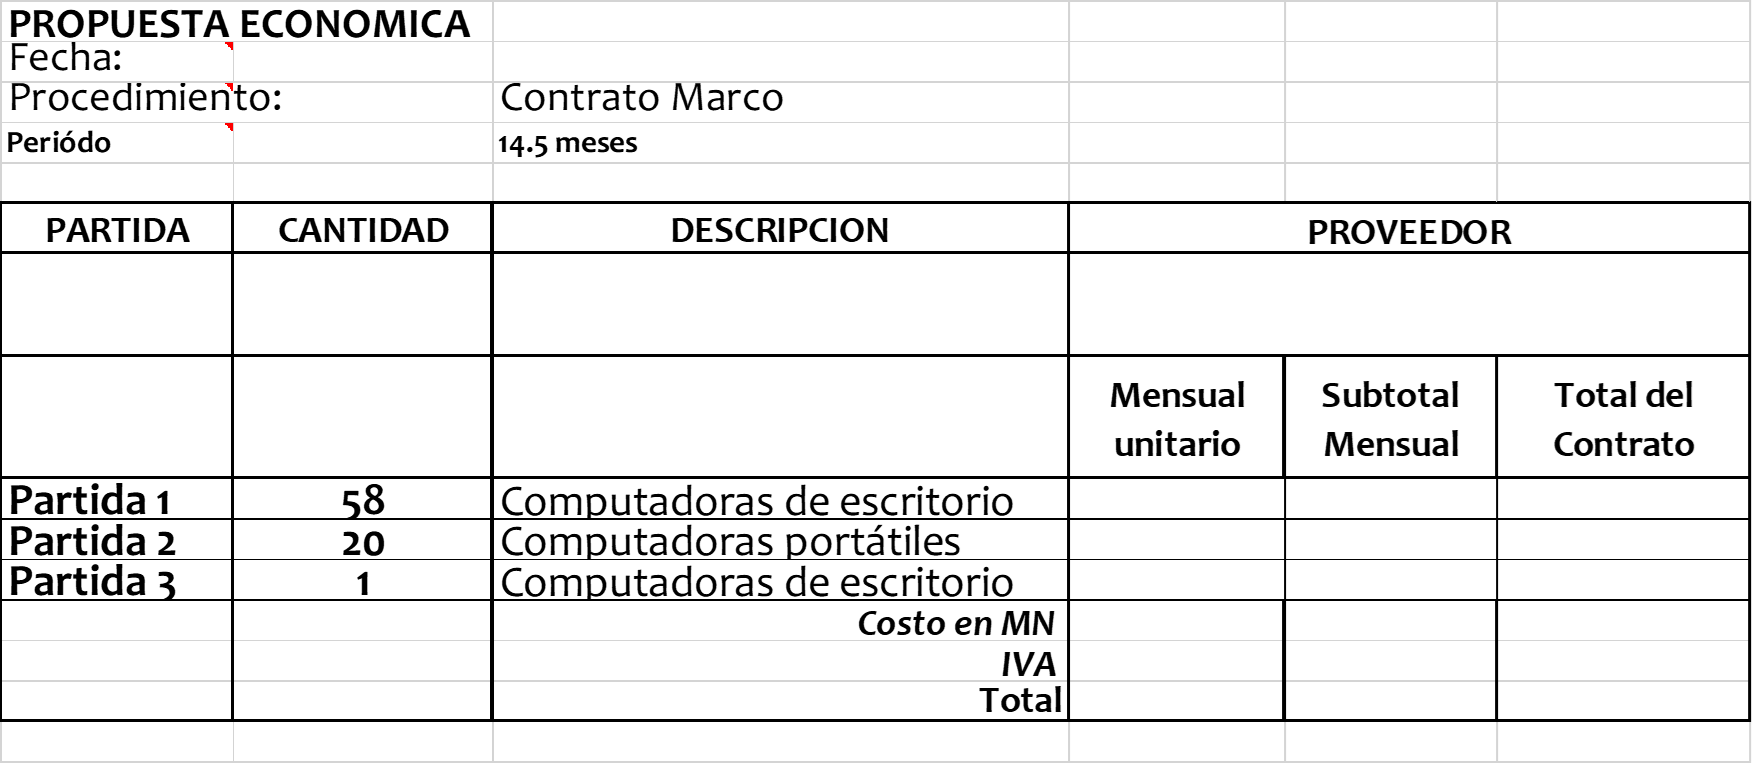 PROPUESTA ECONOMICA
Fecha:
Procedimiento: Contrato Marco
Periódo 14.5 meses
PARTIDA CANTIDAD DESCRIPCION PROVEEDOR
Mensual unitario Subtotal Mensual Total del Contrato
Partida 1 58 Computadoras de escritorio
Partida 2 20 Computadoras portátiles
Partida 3 1 Computadoras de escritorio
Costo en MN
IVA
Total